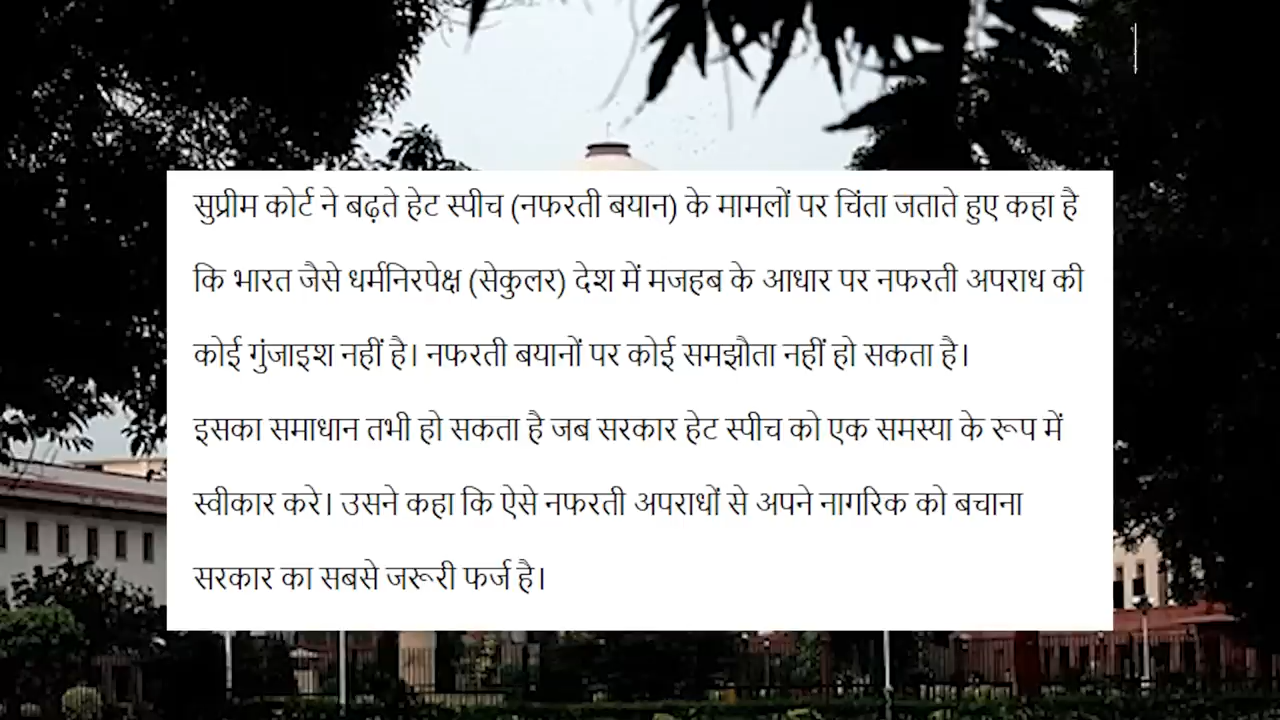 सुप्रीम कोर्ट ने बढ़ते हेट स्पीच (नफरती बयान) के मामलों पर चिंता जताते हुए कहा है
कि भारत जैसे धर्मनिरपेक्ष (सेकुलर) देश में मजहब के आधार पर नफरती अपराध की
कोई गुंजाइश नहीं है। नफरती बयानों पर कोई समझौता नहीं हो सकता है।
इसका समाधान तभी हो सकता है जब सरकार हेट स्पीच को एक समस्या के रूप में
स्वीकार करे। उसने कहा कि ऐसे नफरती अपराधों से अपने नागरिक को बचाना
सरकार का सबसे जरूरी फर्ज है।